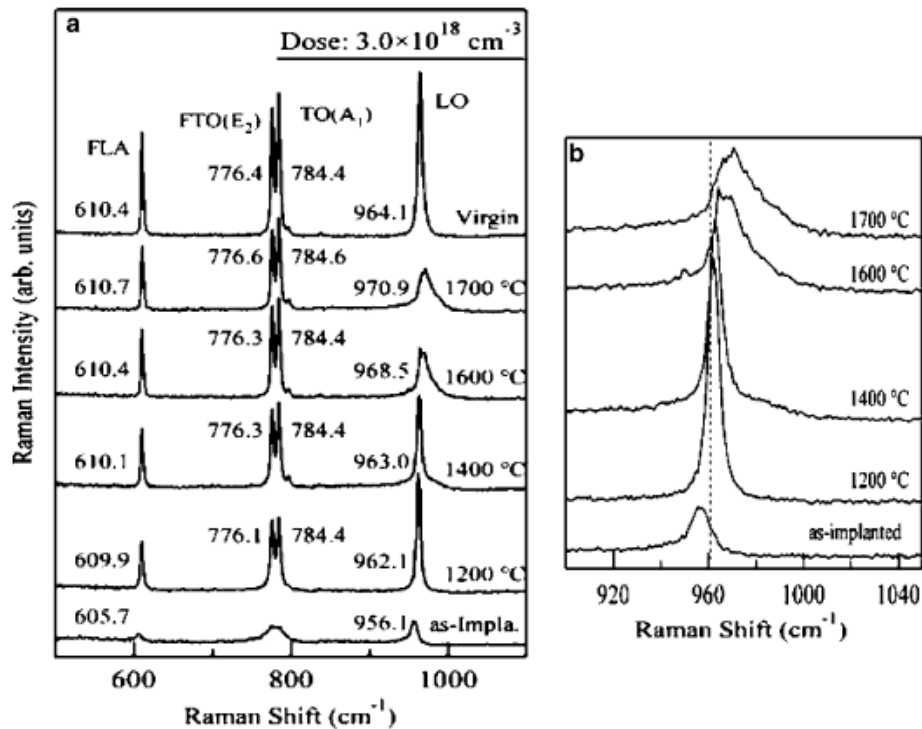 a
Dose: 3.0×10^18 cm^-3
FLA
FTO(E_2)
TO(A_1)
LO
610.4
776.4
784.4
964.1
Virgin
610.7
776.6
784.6
970.9
1700 °C
610.4
776.3
784.4
968.5
1600 °C
610.1
776.3
784.4
963.0
1400 °C
609.9
776.1
784.4
962.1
1200 °C
605.7
956.1
as-Impla.
600
800
1000
Raman Shift (cm^-1)
Raman Intensity (arb. units)
b
1700 °C
1600 °C
1400 °C
1200 °C
as-implanted
920
960
1000
1040
Raman Shift (cm^-1)